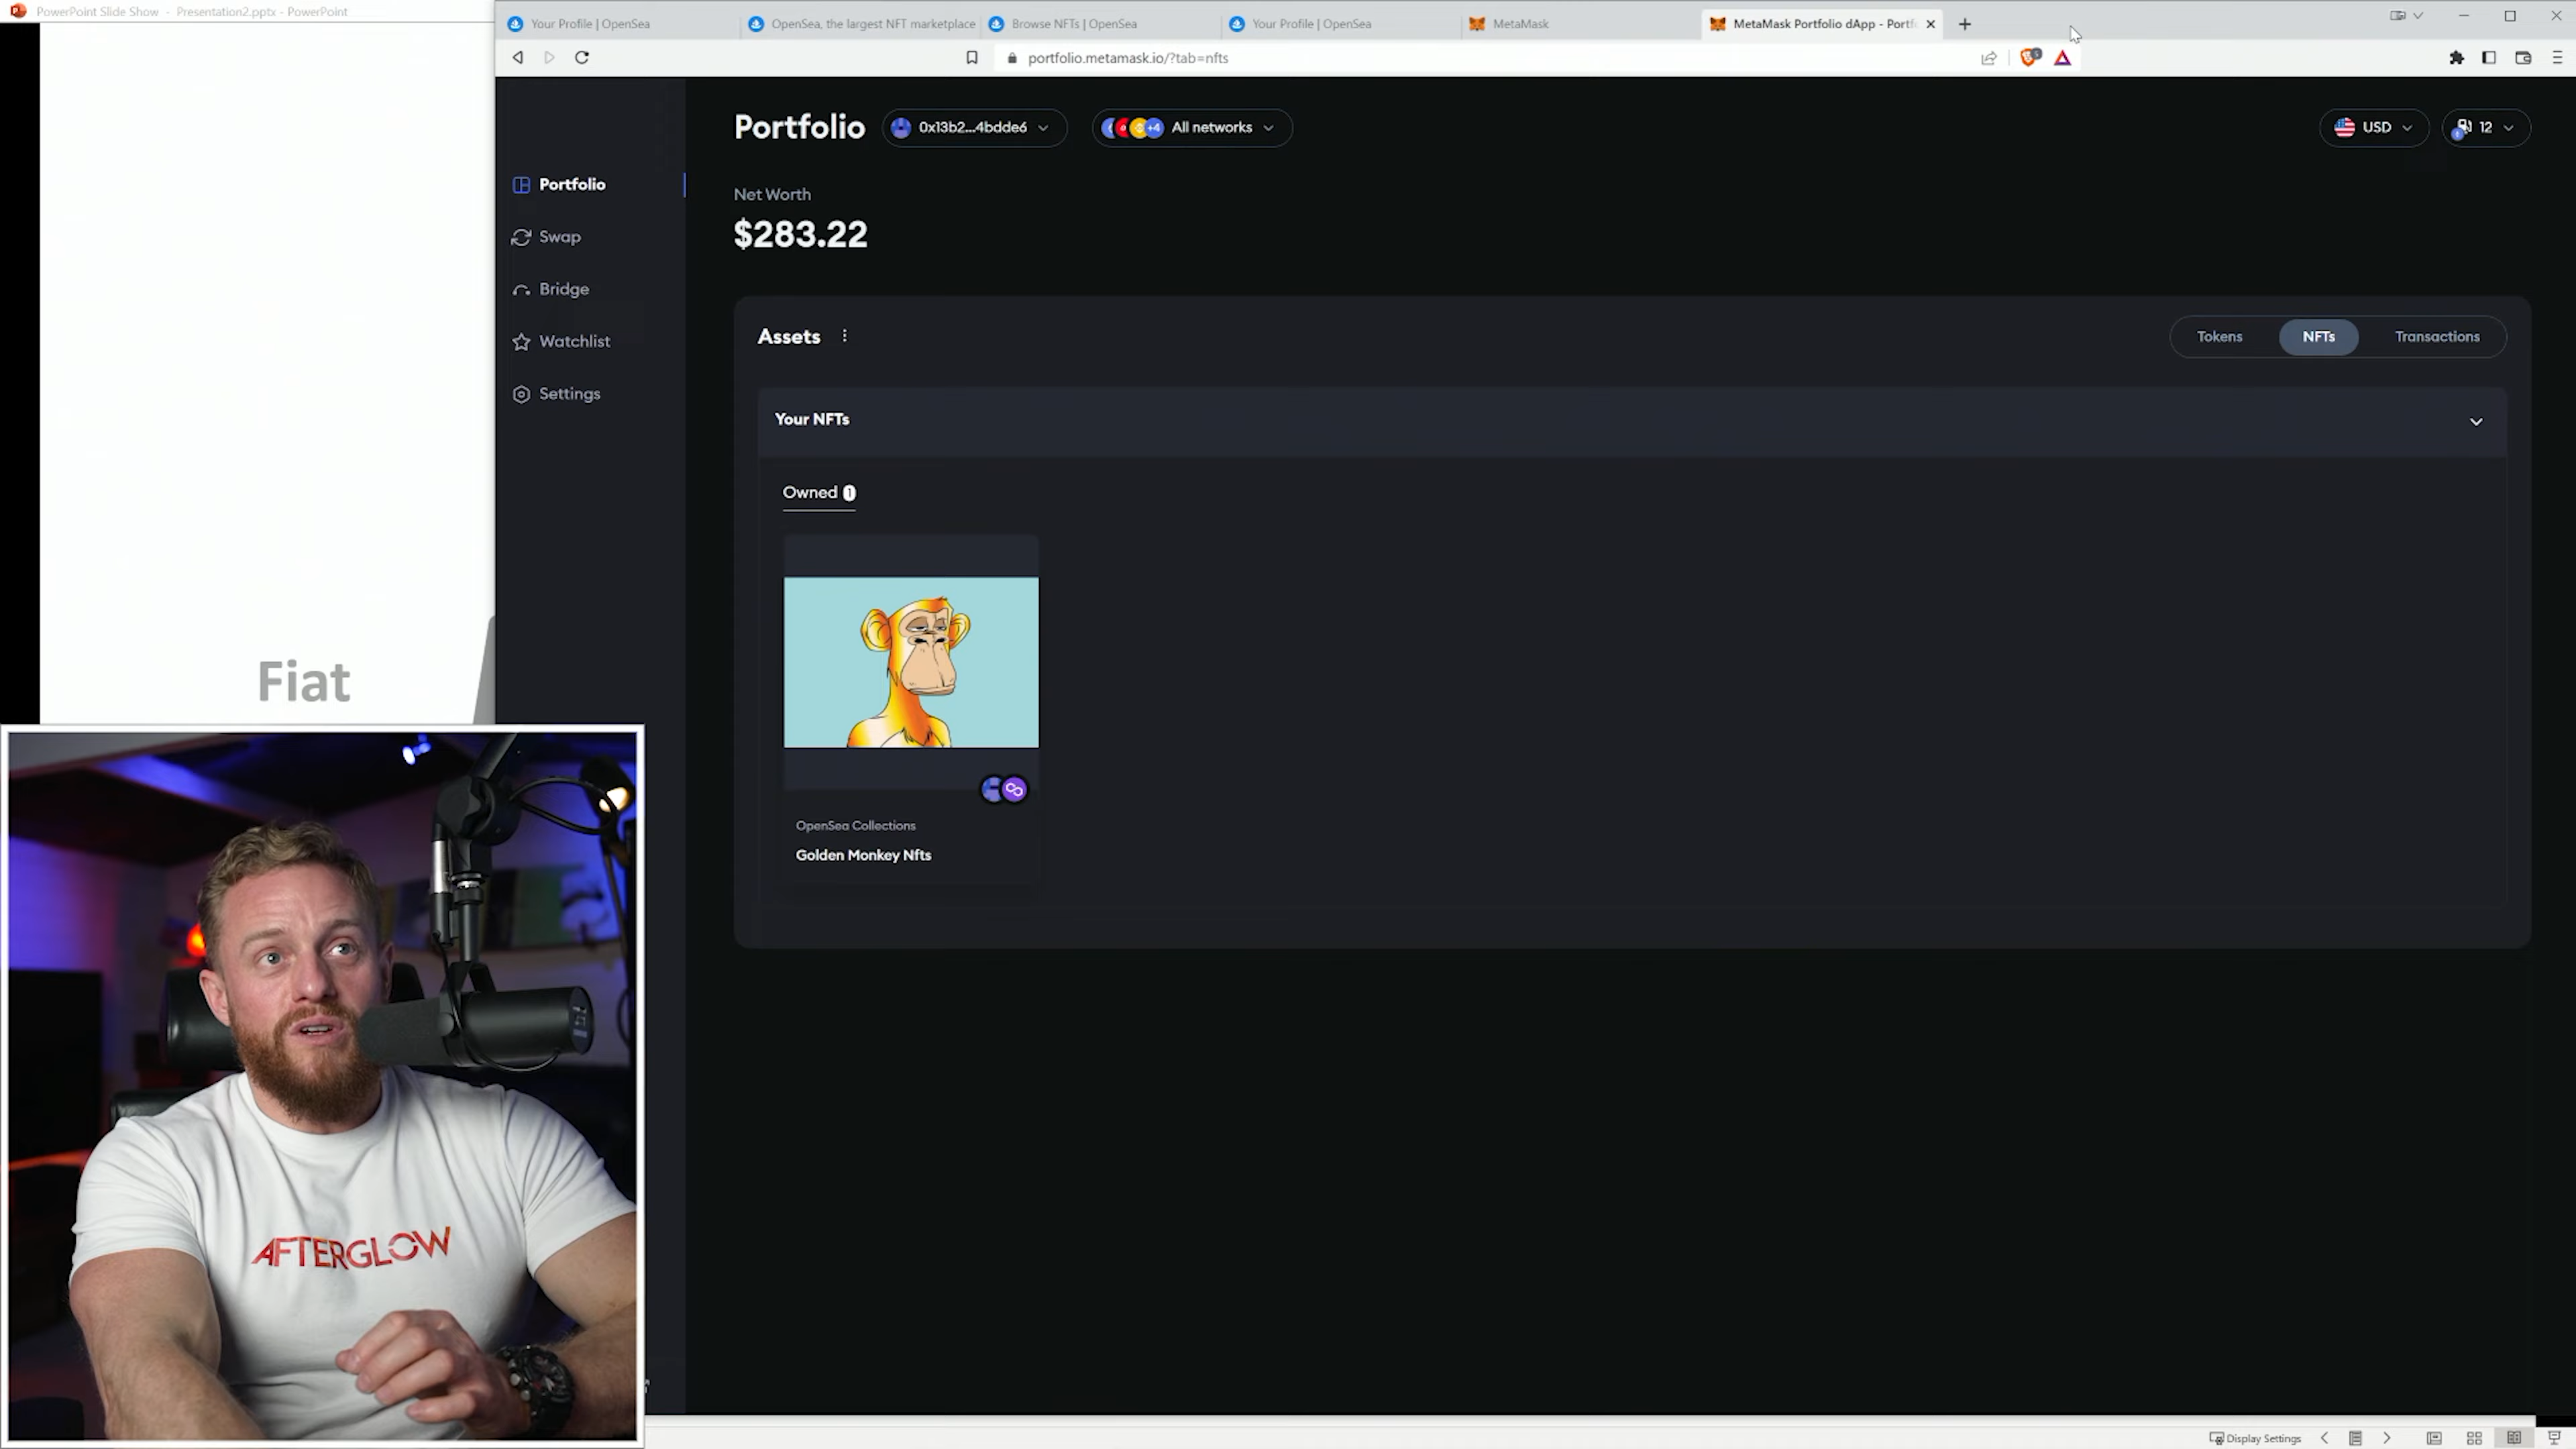 PowerPoint Slide Show - Presentation2.pptx - PowerPoint
Your Profile | OpenSea
OpenSea, the largest NFT marketplace
Browse NFTs | OpenSea
Your Profile | OpenSea
MetaMask
MetaMask Portfolio dApp - Portf
portfolio.metamask.io/?tab=nfts
Portfolio
0x13b2...4bdde6
+4
All networks
USD
12
Portfolio
Swap
Bridge
Watchlist
Settings
Net Worth
$283.22
Assets
Tokens
NFTs
Transactions
Your NFTs
Owned 1
OpenSea Collections
Golden Monkey Nfts
Fiat
AFTERGLOW
Display Settings